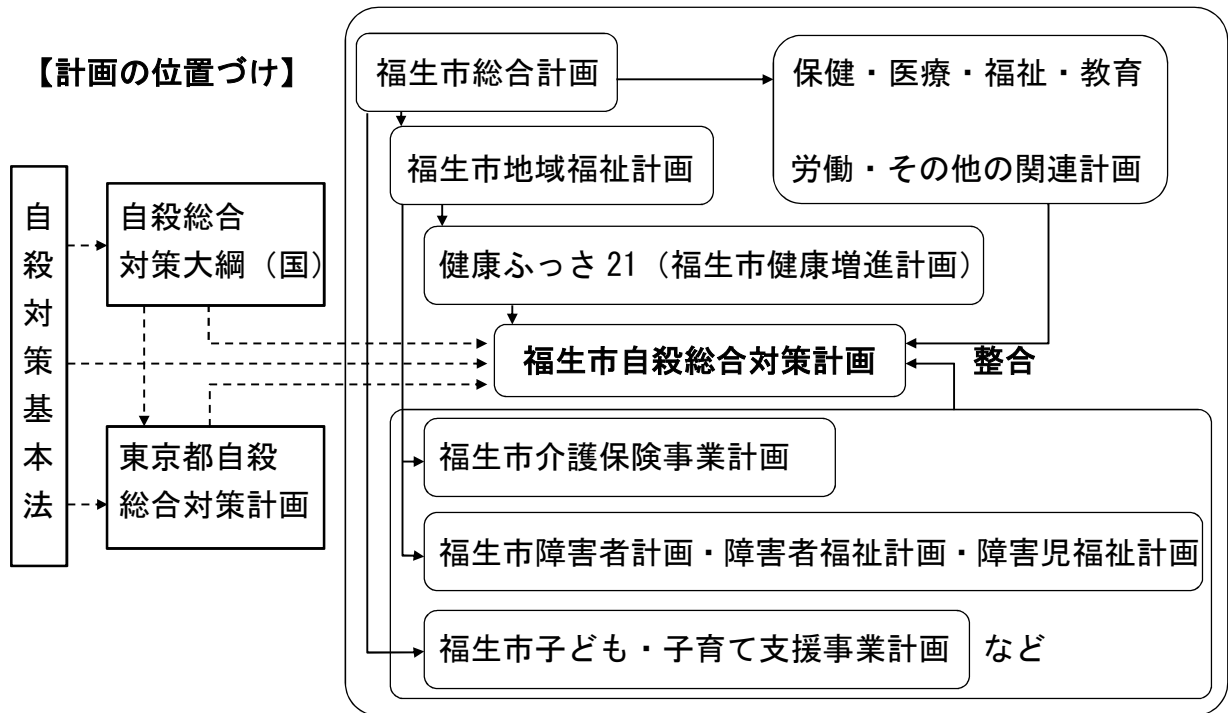 【計画の位置づけ】
福生市総合計画
保健・医療・福祉・教育
労働・その他の関連計画
福生市地域福祉計画
自殺対策基本法
自殺総合
対策大綱（国）
健康ふっさ 21（福生市健康増進計画）
福生市自殺総合対策計画
整合
東京都自殺
総合対策計画
福生市介護保険事業計画
福生市障害者計画・障害者福祉計画・障害児福祉計画
福生市子ども・子育て支援事業計画 など